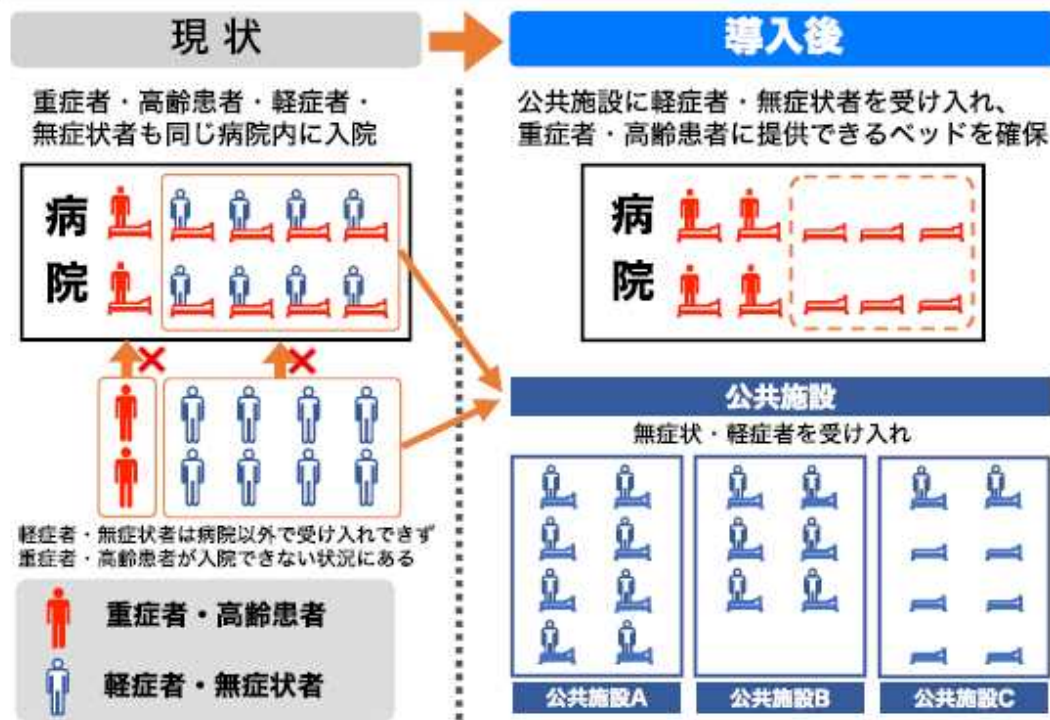 現状
重症者・高齢患者・軽症者・
無症状者も同じ病院内に入院
病
院
軽症者・無症状者は病院以外で受け入れできず
重症者・高齢患者が入院できない状況にある
重症者・高齢患者
軽症者・無症状者
導入後
公共施設に軽症者・無症状者を受け入れ、
重症者・高齢患者に提供できるベッドを確保
病
院
公共施設
無症状・軽症者を受け入れ
公共施設A
公共施設B
公共施設C